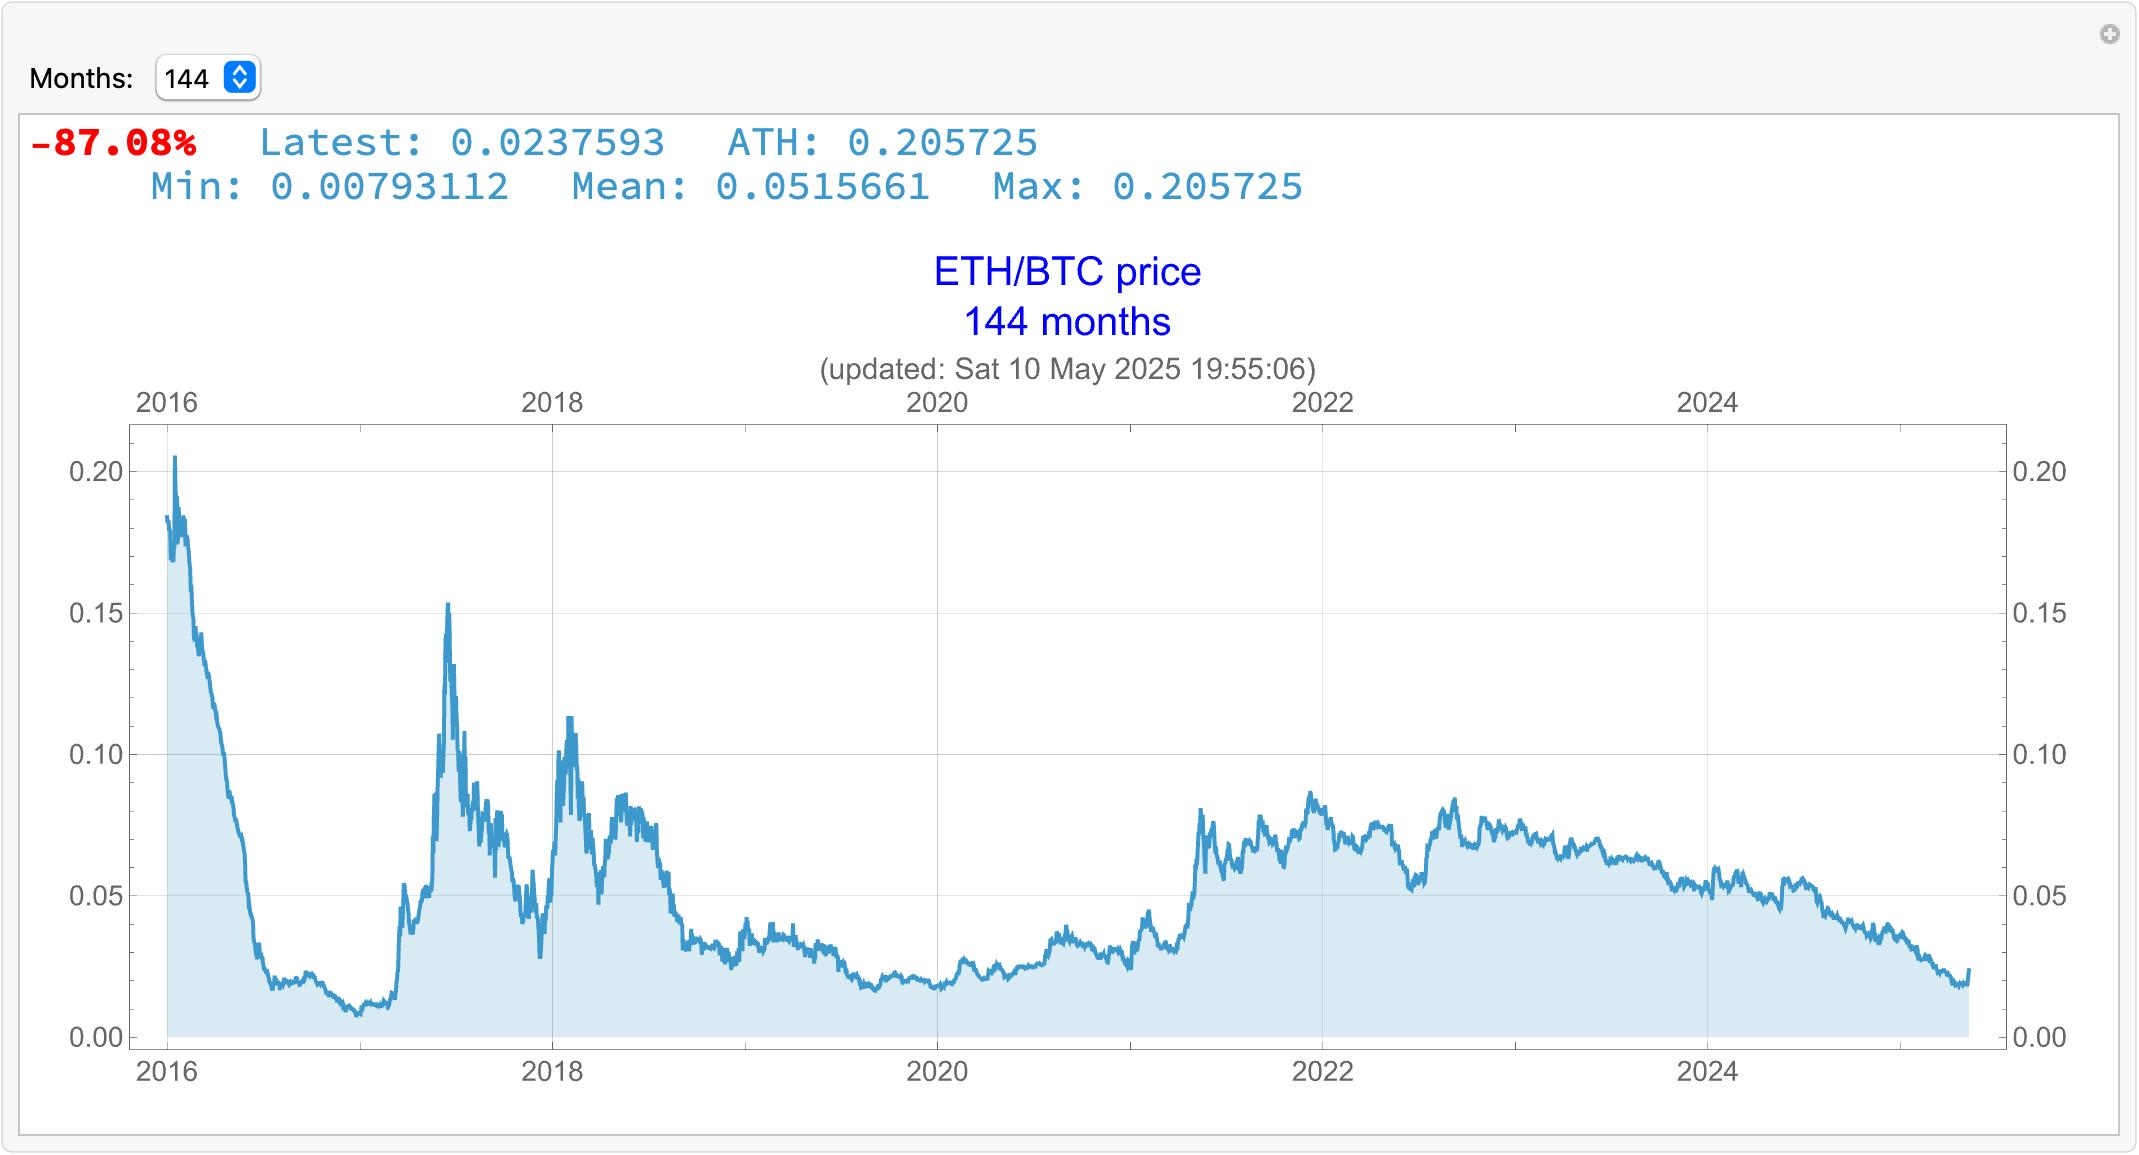 Months: 144
-87.08% Latest: 0.0237593 ATH: 0.205725
Min: 0.00793112 Mean: 0.0515661 Max: 0.205725
ETH/BTC price
144 months
(updated: Sat 10 May 2025 19:55:06)
2016 2018 2020 2022 2024
0.20 0.20
0.15 0.15
0.10 0.10
0.05 0.05
0.00 0.00
2016 2018 2020 2022 2024